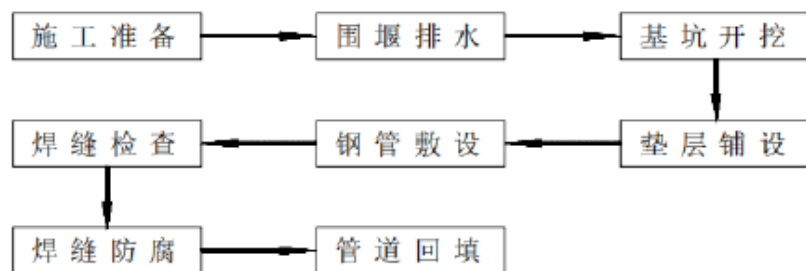 施工准备
围堰排水
基坑开挖
垫层铺设
钢管敷设
焊缝检查
焊缝防腐
管道回填